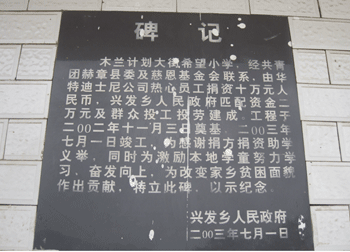 碑记
木兰计划大街希望小学，经共青
团赫章县委及慈恩基金会联系，由华
特迪士尼公司热心员工捐资十万元人
民币，兴发乡人民政府匹配资金二
万元及群众投工投劳建成。工程于
二00二年十一月三日奠基，二00三年
七月一日竣工，为感谢捐方捐资助学
义举，同时为激励本地学童努力学
习，奋发向上，为改变家乡贫困面貌
作出贡献，特立此碑，以示纪念。
兴发乡人民政府
二00三年七月一日